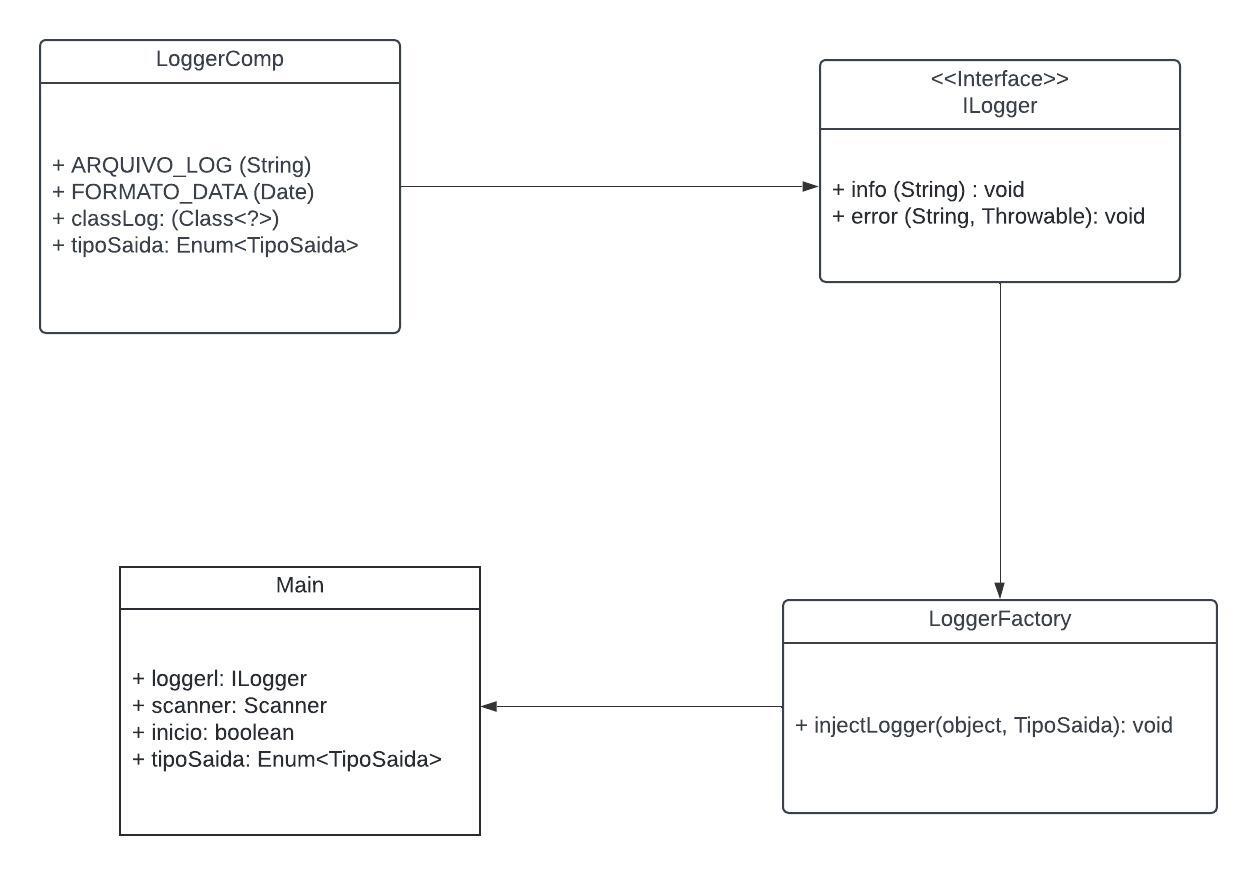 LoggerComp
+ ARQUIVO_LOG (String)
+ FORMATO_DATA (Date)
+ classLog: (Class<?>)
+ tipoSaida: Enum<TipoSaida>
<<Interface>>
ILogger
+ info (String) : void
+ error (String, Throwable): void
Main
+ loggerl: ILogger
+ scanner: Scanner
+ inicio: boolean
+ tipoSaida: Enum<TipoSaida>
LoggerFactory
+ injectLogger(object, TipoSaida): void